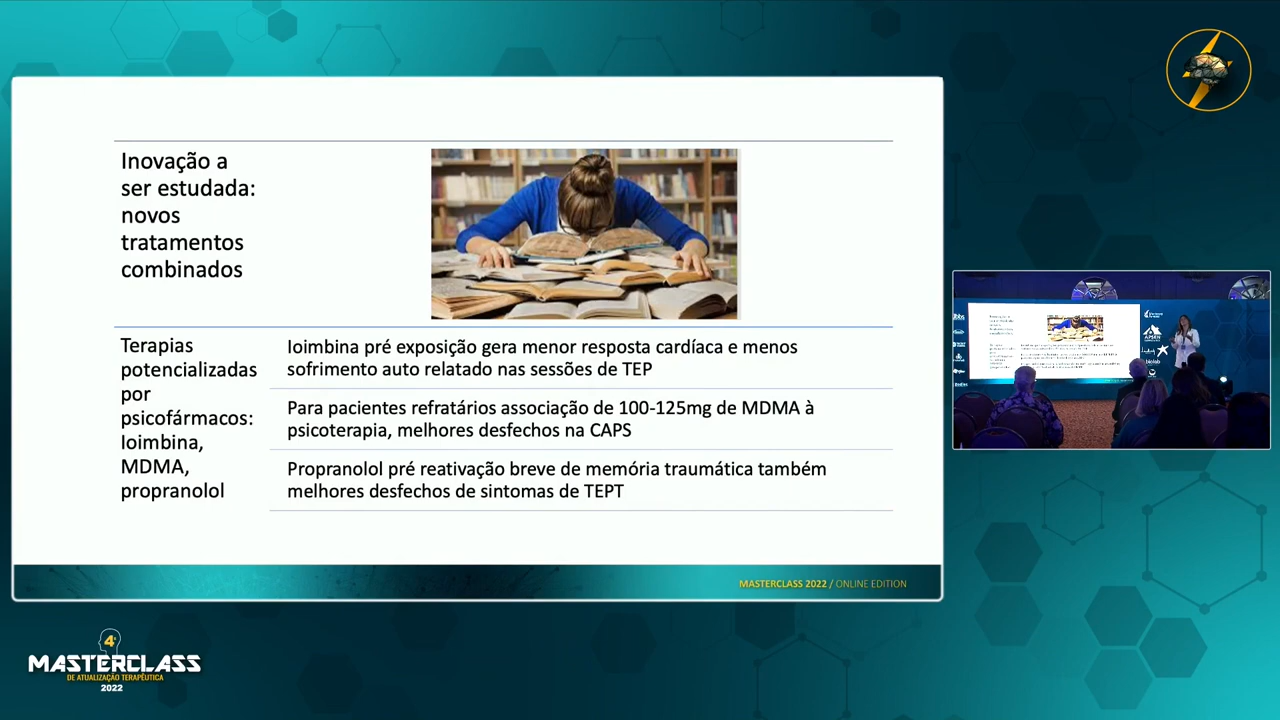 Inovação a
ser estudada:
novos
tratamentos
combinados
Terapias
potencializadas
por
psicofármacos:
Ioimbina,
MDMA,
propranolol
Ioimbina pré exposição gera menor resposta cardíaca e menos
sofrimento auto relatado nas sessões de TEP
Para pacientes refratários associação de 100-125mg de MDMA à
psicoterapia, melhores desfechos na CAPS
Propranolol pré reativação breve de memória traumática também
melhores desfechos de sintomas de TEPT
MASTERCLASS 2022 / ONLINE EDITION
4ª
MASTERCLASS
DE ATUALIZAÇÃO TERAPÊUTICA
2022
APSEN